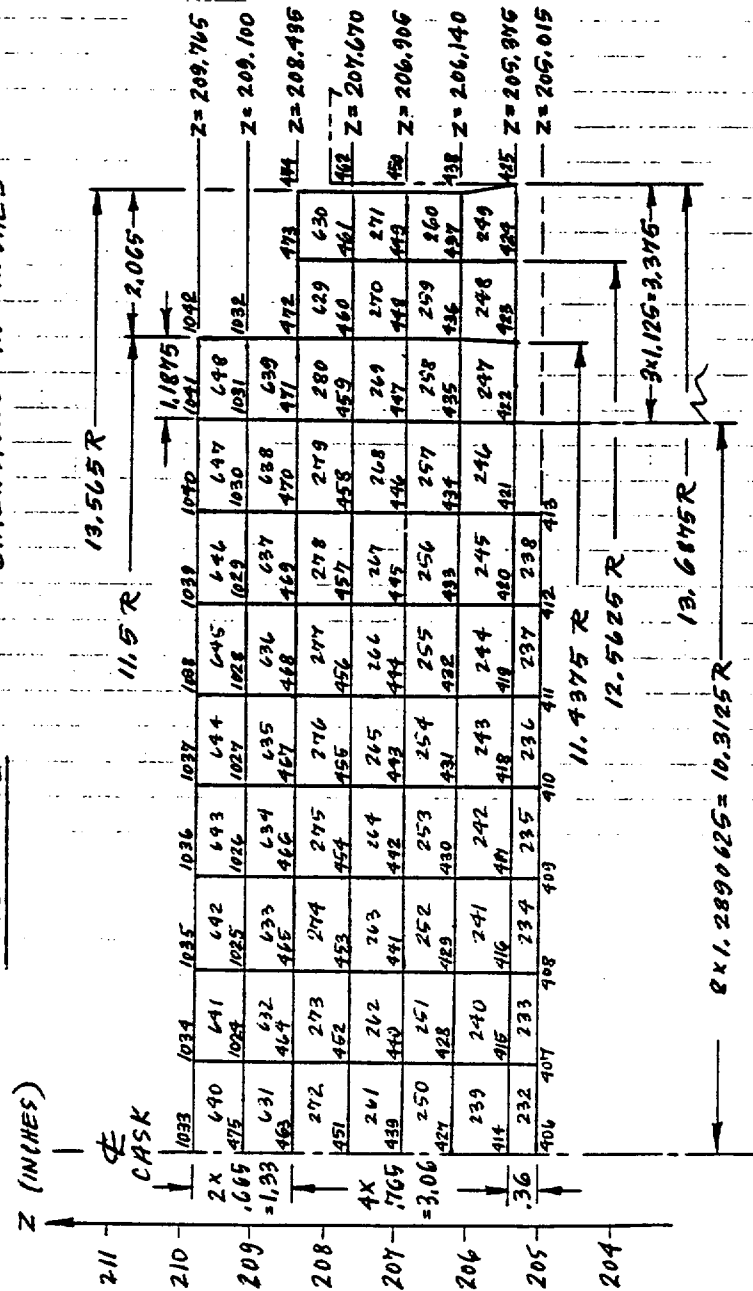 DIMENSIONS IN INCHES
Z (INCHES)
211
210
209
208
207
206
205
204
℄
CASK
13.565 R
11.5 R
2.065
1.1875
1033 1034 1035 1036 1037 1038 1039 1040 1041 1042 Z= 209.765
640 641 642 643 644 645 646 647 648
475 1024 1025 1026 1027 1028 1029 1030 1031 1032 Z= 209.100
631 632 633 634 635 636 637 638 639
463 464 465 466 467 468 469 470 471 472 473 474 Z= 208.435
272 273 274 275 276 277 278 279 280 629 630
451 452 453 454 455 456 457 458 459 460 461 462 Z= 207.670
261 262 263 264 265 266 267 268 269 270 271
439 440 441 442 443 444 445 446 447 448 449 450 Z= 206.905
250 251 252 253 254 255 256 257 258 259 260
427 428 429 430 431 432 433 434 435 436 437 438 Z= 206.140
239 240 241 242 243 244 245 246 247 248 249
414 415 416 417 418 419 420 421 422 423 424 425 Z= 205.375
232 233 234 235 236 237 238 Z= 205.015
406 407 408 409 410 411 412 413
2X
.665
=1.33
4X
.765
=3.06
.36
11.4375 R
12.5625 R
3x1.125=3.375
13.6875R
8x1.2890625= 10.3125R